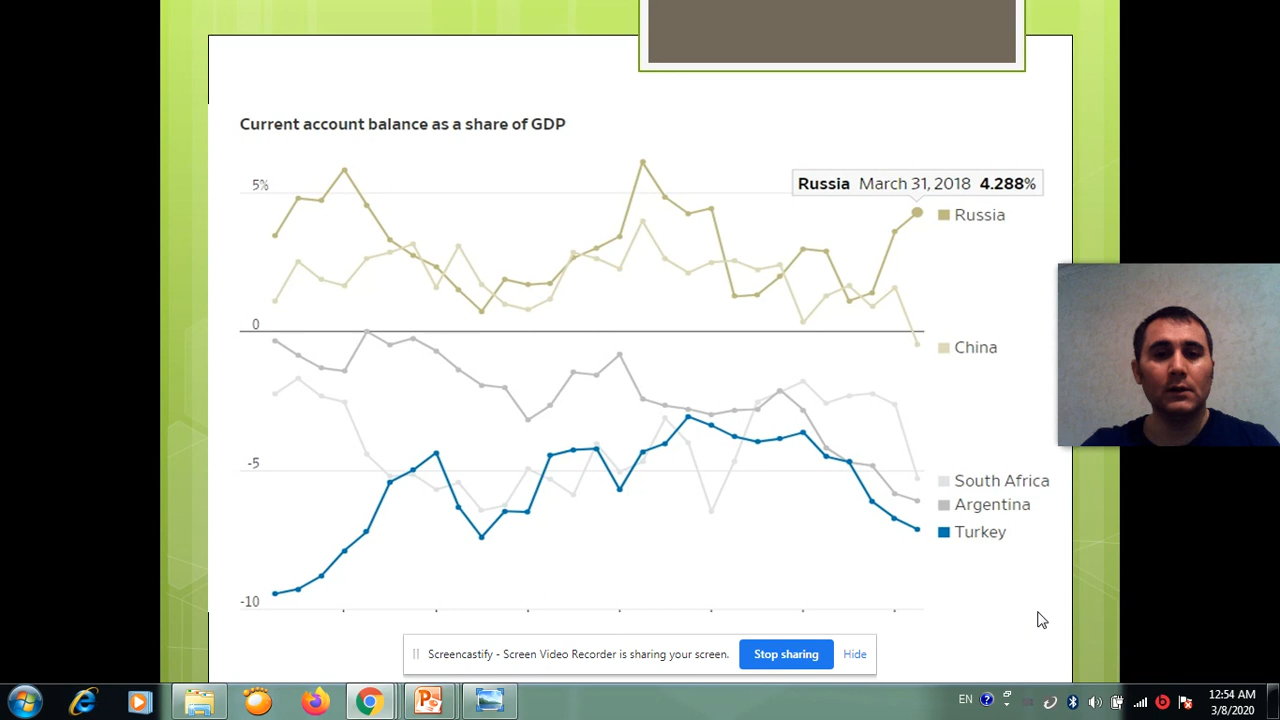 Current account balance as a share of GDP
5%
Russia March 31, 2018 4.288%
Russia
0
China
-5
South Africa
Argentina
Turkey
-10
Screencastify - Screen Video Recorder is sharing your screen. Stop sharing Hide
EN
12:54 AM
3/8/2020